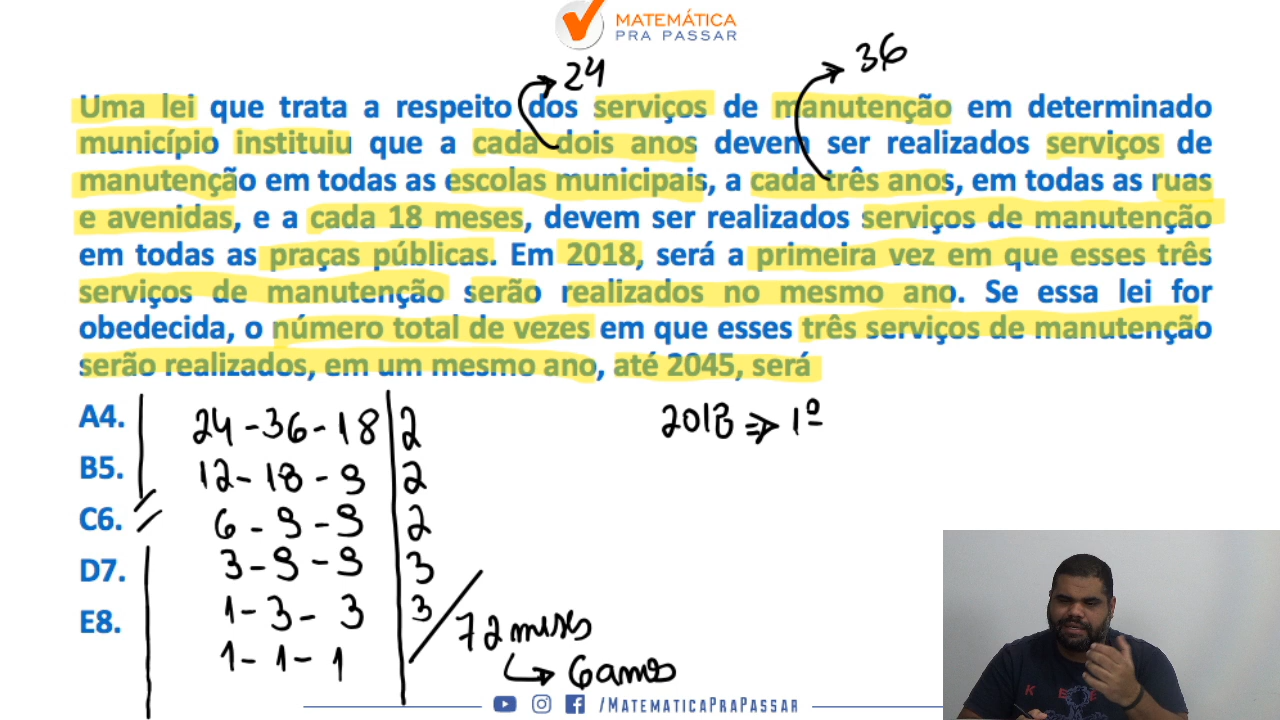 MATEMÁTICA
PRA PASSAR
24
36
Uma lei que trata a respeito dos serviços de manutenção em determinado
município instituiu que a cada dois anos devem ser realizados serviços de
manutenção em todas as escolas municipais, a cada três anos, em todas as ruas
e avenidas, e a cada 18 meses, devem ser realizados serviços de manutenção
em todas as praças públicas. Em 2018, será a primeira vez em que esses três
serviços de manutenção serão realizados no mesmo ano. Se essa lei for
obedecida, o número total de vezes em que esses três serviços de manutenção
serão realizados, em um mesmo ano, até 2045, será
A4.
B5.
C6.
D7.
E8.
24 - 36 - 18 | 2
12 - 18 - 9 | 2
6 - 9 - 9 | 2
3 - 9 - 9 | 3
1 - 3 - 3 | 3
1 - 1 - 1
72 meses
6 anos
2018 ⇒ 1º
/MatematicaPraPassar